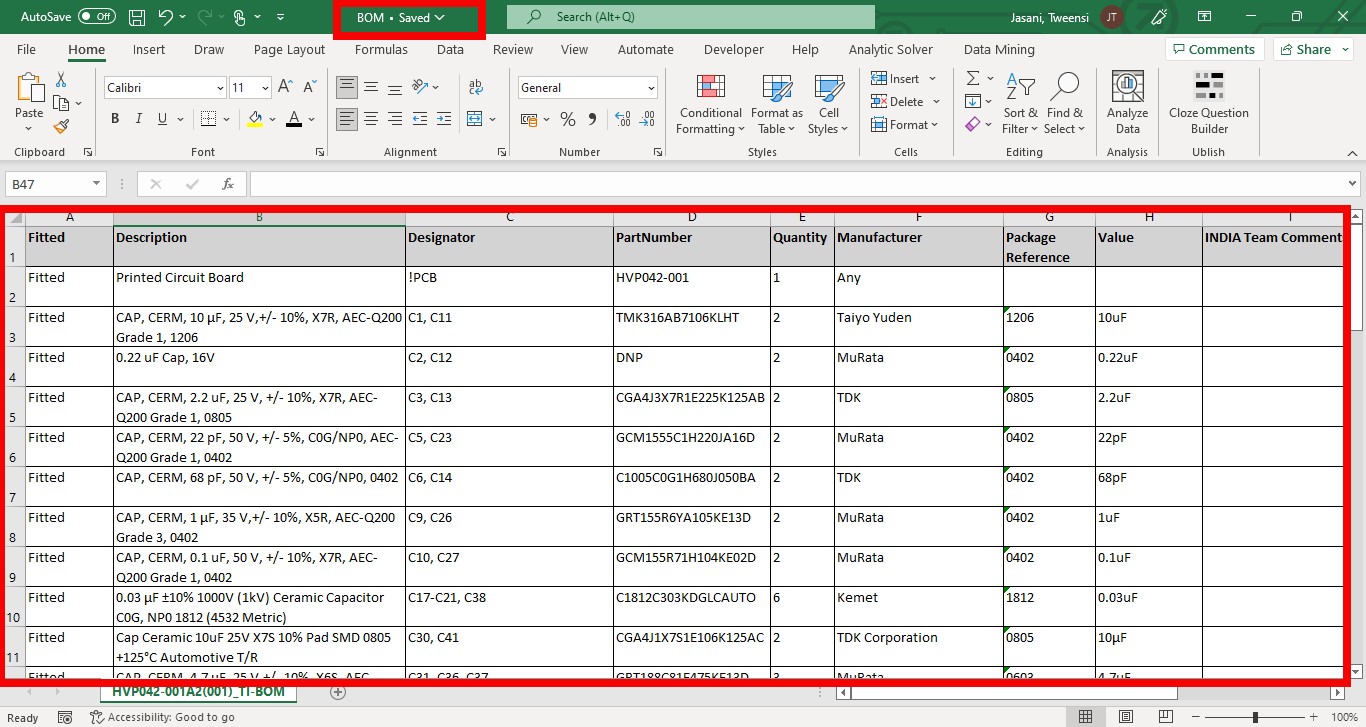 AutoSave Off BOM • Saved Search (Alt+Q) Jasani, Tweensi JT
File Home Insert Draw Page Layout Formulas Data Review View Automate Developer Help Analytic Solver Data Mining Comments Share
Paste Calibri 11 General Conditional Formatting Format as Table Cell Styles Insert Delete Format Sort & Filter Find & Select Analyze Data Cloze Question Builder
B I U A % ab
Clipboard Font Alignment Number Styles Cells Editing Analysis Ublish
B47 fx
A B C D E F G H I
1 Fitted Description Designator PartNumber Quantity Manufacturer Package Reference Value INDIA Team Comment
2 Fitted Printed Circuit Board !PCB HVP042-001 1 Any
3 Fitted CAP, CERM, 10 µF, 25 V,+/- 10%, X7R, AEC-Q200 Grade 1, 1206 C1, C11 TMK316AB7106KLHT 2 Taiyo Yuden 1206 10uF
4 Fitted 0.22 uF Cap, 16V C2, C12 DNP 2 MuRata 0402 0.22uF
5 Fitted CAP, CERM, 2.2 uF, 25 V, +/- 10%, X7R, AEC-Q200 Grade 1, 0805 C3, C13 CGA4J3X7R1E225K125AB 2 TDK 0805 2.2uF
6 Fitted CAP, CERM, 22 pF, 50 V, +/- 5%, C0G/NP0, AEC-Q200 Grade 1, 0402 C5, C23 GCM1555C1H220JA16D 2 MuRata 0402 22pF
7 Fitted CAP, CERM, 68 pF, 50 V, +/- 5%, C0G/NP0, 0402 C6, C14 C1005C0G1H680J050BA 2 TDK 0402 68pF
8 Fitted CAP, CERM, 1 µF, 35 V,+/- 10%, X5R, AEC-Q200 Grade 3, 0402 C9, C26 GRT155R6YA105KE13D 2 MuRata 0402 1uF
9 Fitted CAP, CERM, 0.1 uF, 50 V, +/- 10%, X7R, AEC-Q200 Grade 1, 0402 C10, C27 GCM155R71H104KE02D 2 MuRata 0402 0.1uF
10 Fitted 0.03 µF ±10% 1000V (1kV) Ceramic Capacitor C0G, NP0 1812 (4532 Metric) C17-C21, C38 C1812C303KDGLCAUTO 6 Kemet 1812 0.03uF
11 Fitted Cap Ceramic 10uF 25V X7S 10% Pad SMD 0805 +125°C Automotive T/R C30, C41 CGA4J1X7S1E106K125AC 2 TDK Corporation 0805 10µF
Fitted CAP, CERM, 4.7 uF, 25 V, +/- 10%, X6S, AEC- C31, C36, C37 GRT188C81E475KE13D 3 MuRata 0603 4.7uF
HVP042-001A2(001)_TI-BOM
Ready Accessibility: Good to go 100%